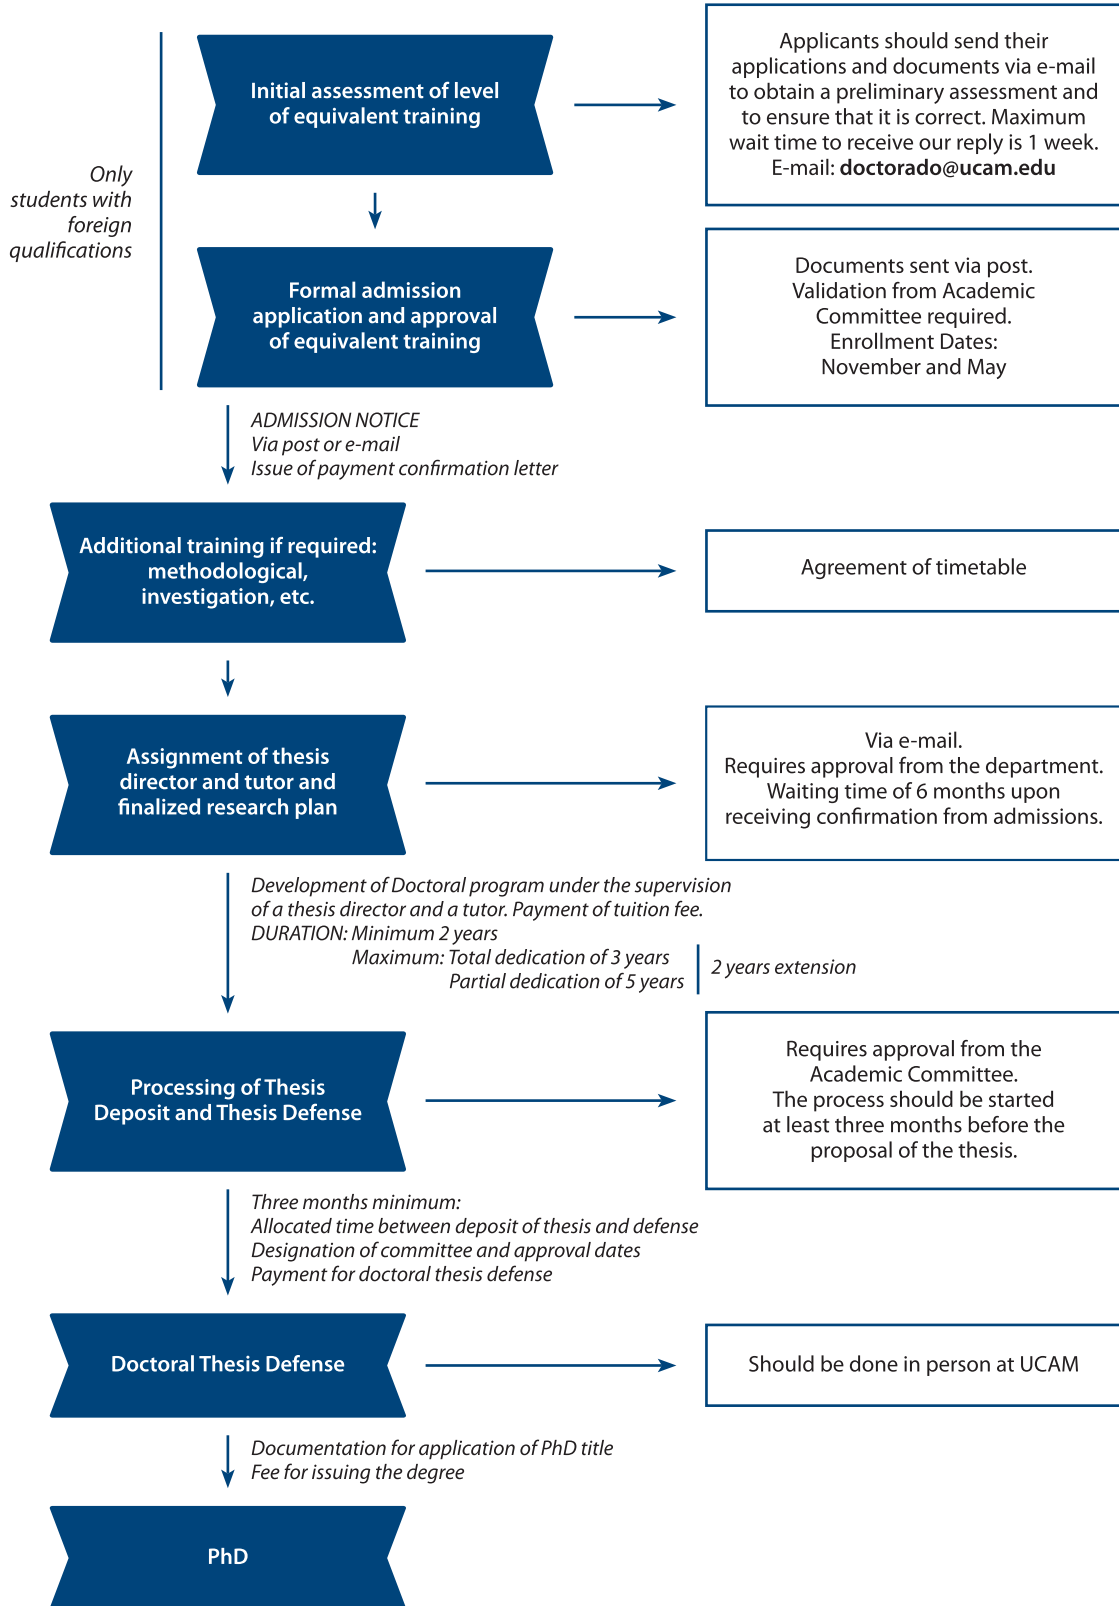 Only
students with
foreign
qualifications
Initial assessment of level
of equivalent training
Applicants should send their
applications and documents via e-mail
to obtain a preliminary assessment and
to ensure that it is correct. Maximum
wait time to receive our reply is 1 week.
E-mail: doctorado@ucam.edu
Formal admission
application and approval
of equivalent training
Documents sent via post.
Validation from Academic
Committee required.
Enrollment Dates:
November and May
ADMISSION NOTICE
Via post or e-mail
Issue of payment confirmation letter
Additional training if required:
methodological,
investigation, etc.
Agreement of timetable
Assignment of thesis
director and tutor and
finalized research plan
Via e-mail.
Requires approval from the department.
Waiting time of 6 months upon
receiving confirmation from admissions.
Development of Doctoral program under the supervision
of a thesis director and a tutor. Payment of tuition fee.
DURATION: Minimum 2 years
Maximum: Total dedication of 3 years
Partial dedication of 5 years
2 years extension
Processing of Thesis
Deposit and Thesis Defense
Requires approval from the
Academic Committee.
The process should be started
at least three months before the
proposal of the thesis.
Three months minimum:
Allocated time between deposit of thesis and defense
Designation of committee and approval dates
Payment for doctoral thesis defense
Doctoral Thesis Defense
Should be done in person at UCAM
Documentation for application of PhD title
Fee for issuing the degree
PhD